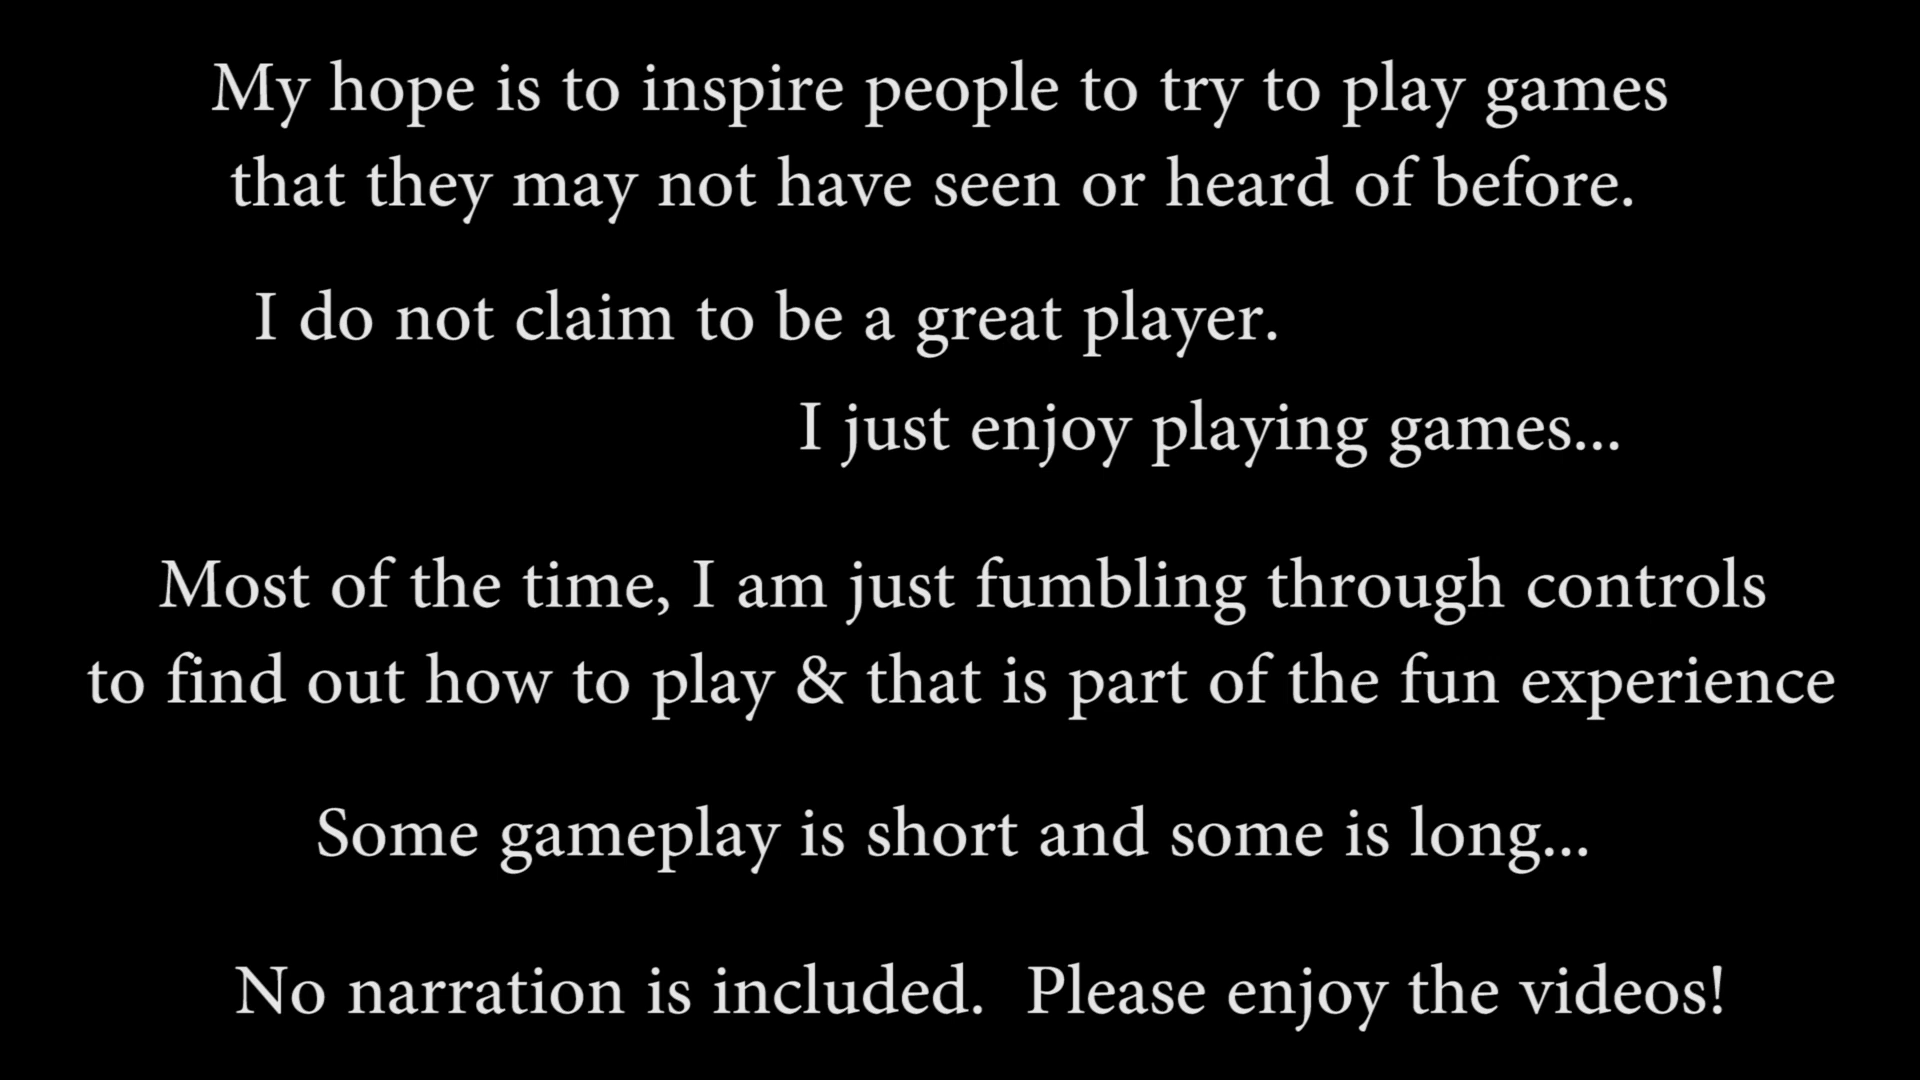 My hope is to inspire people to try to play games
that they may not have seen or heard of before.
I do not claim to be a great player.
I just enjoy playing games...
Most of the time, I am just fumbling through controls
to find out how to play & that is part of the fun experience
Some gameplay is short and some is long...
No narration is included.  Please enjoy the videos!